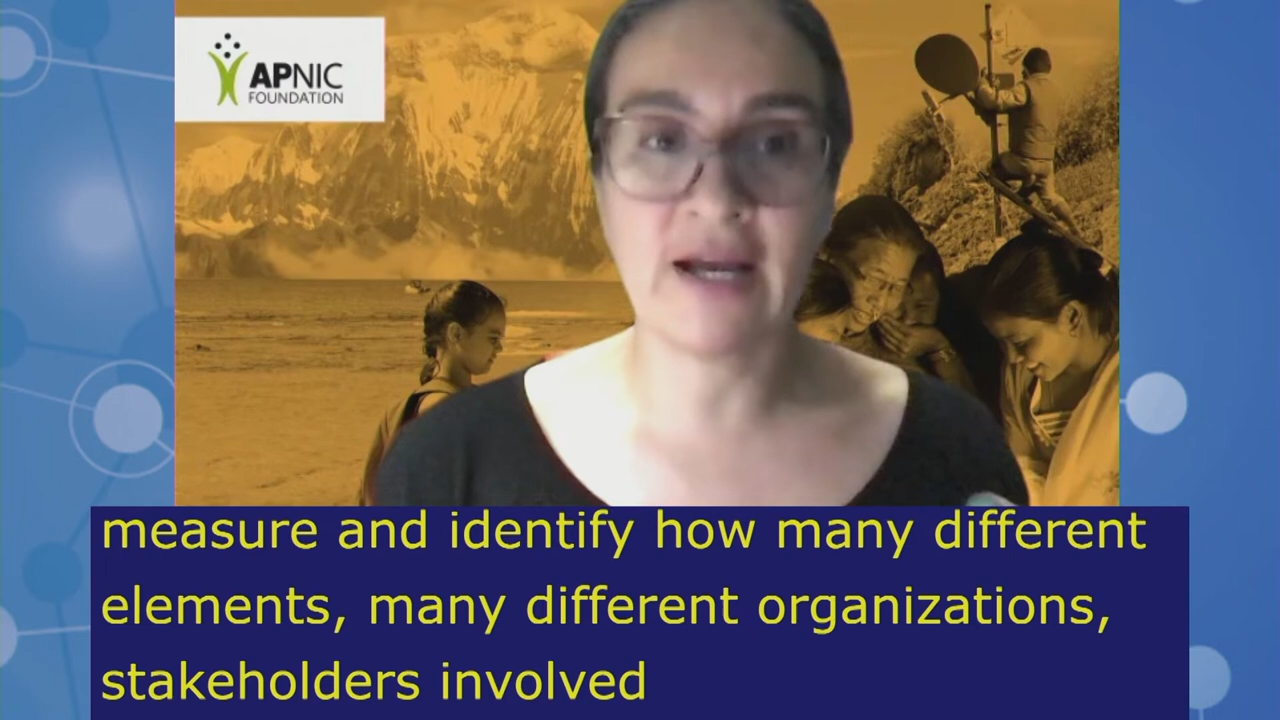 APNIC
FOUNDATION
measure and identify how many different
elements, many different organizations,
stakeholders involved